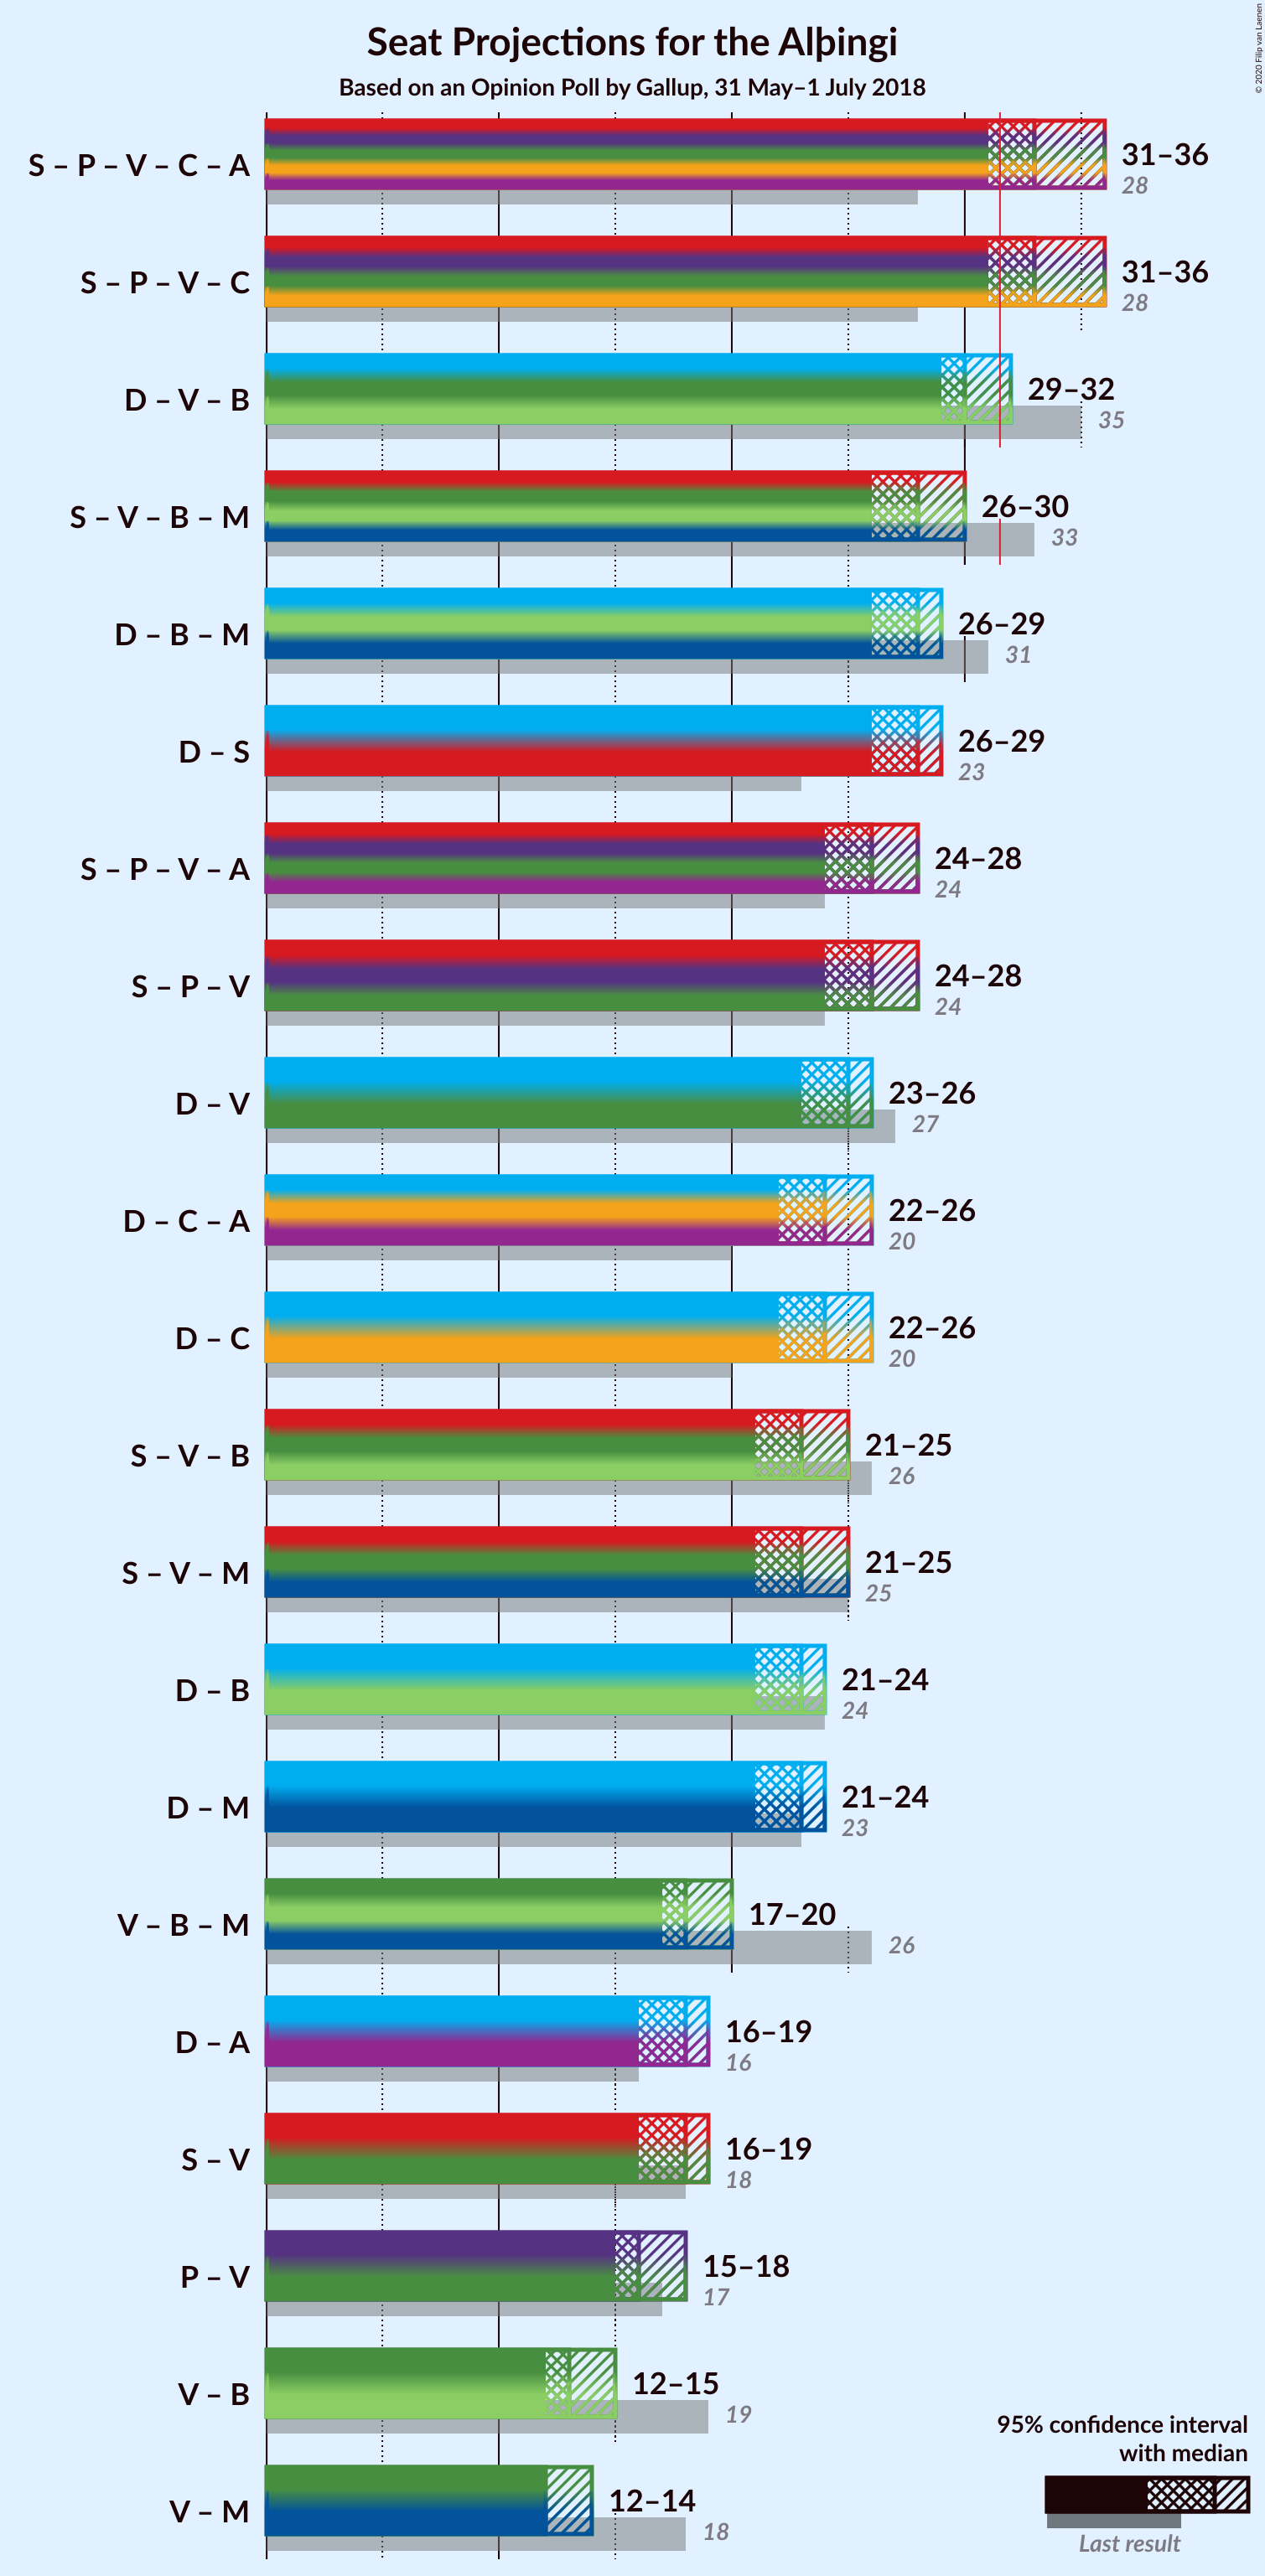 © 2020 Filip van Laenen
Seat Projections for the Alþingi
Based on an Opinion Poll by Gallup, 31 May–1 July 2018
S – P – V – C – A
31–36
28
S – P – V – C
31–36
28
D – V – B
29–32
35
S – V – B – M
26–30
33
D – B – M
26–29
31
D – S
26–29
23
S – P – V – A
24–28
24
S – P – V
24–28
24
D – V
23–26
27
D – C – A
22–26
20
D – C
22–26
20
S – V – B
21–25
26
S – V – M
21–25
25
D – B
21–24
24
D – M
21–24
23
V – B – M
17–20
26
D – A
16–19
16
S – V
16–19
18
P – V
15–18
17
V – B
12–15
19
V – M
12–14
18
95% confidence interval
with median
Last result